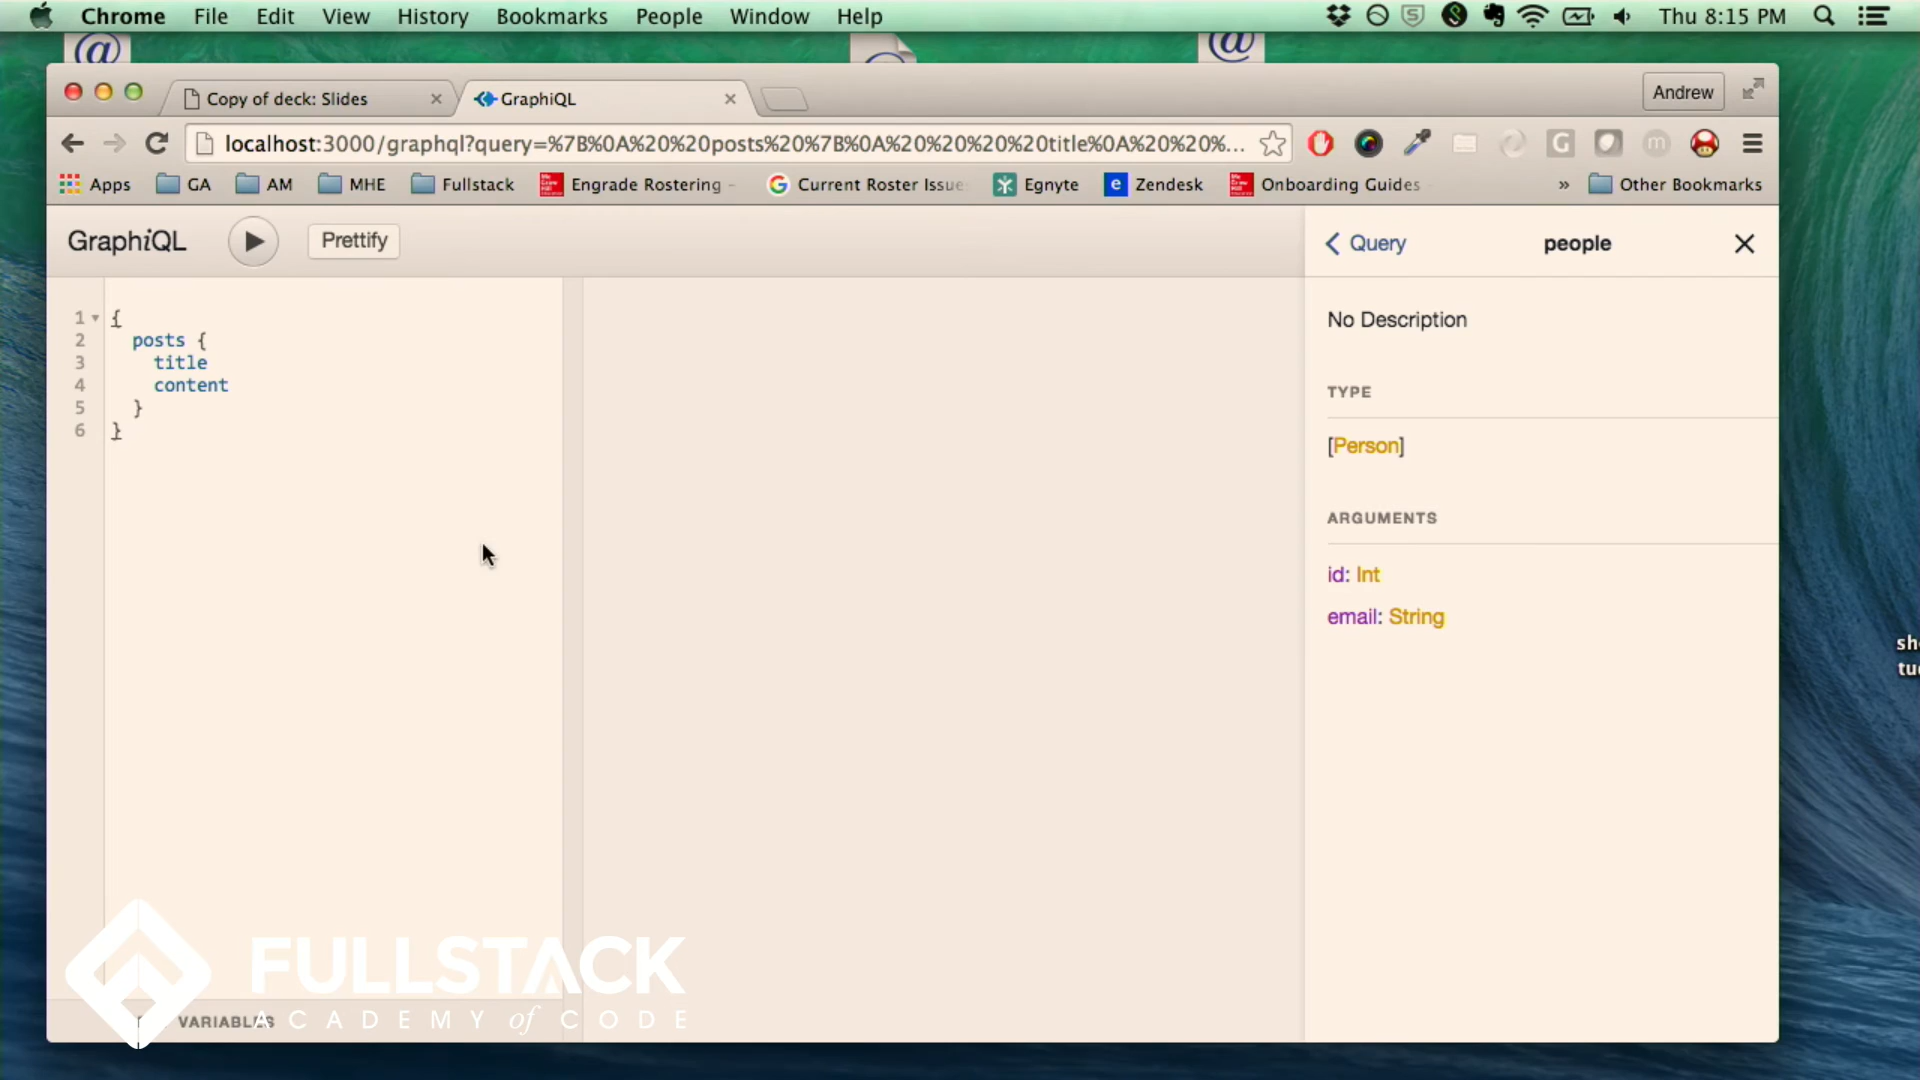 Chrome File Edit View History Bookmarks People Window Help Thu 8:15 PM
@ @
Copy of deck: Slides GraphiQL Andrew
localhost:3000/graphql?query=%7B%0A%20%20posts%20%7B%0A%20%20%20%20title%0A%20%20%...
Apps GA AM MHE Fullstack Engrade Rostering - Current Roster Issue Egnyte Zendesk Onboarding Guides » Other Bookmarks
GraphiQL Prettify
Query people
1 {
2 posts {
3 title
4 content
5 }
6 }
No Description
TYPE
[Person]
ARGUMENTS
id: Int
email: String
FULLSTACK
ACADEMY of CODE
VARIABLES